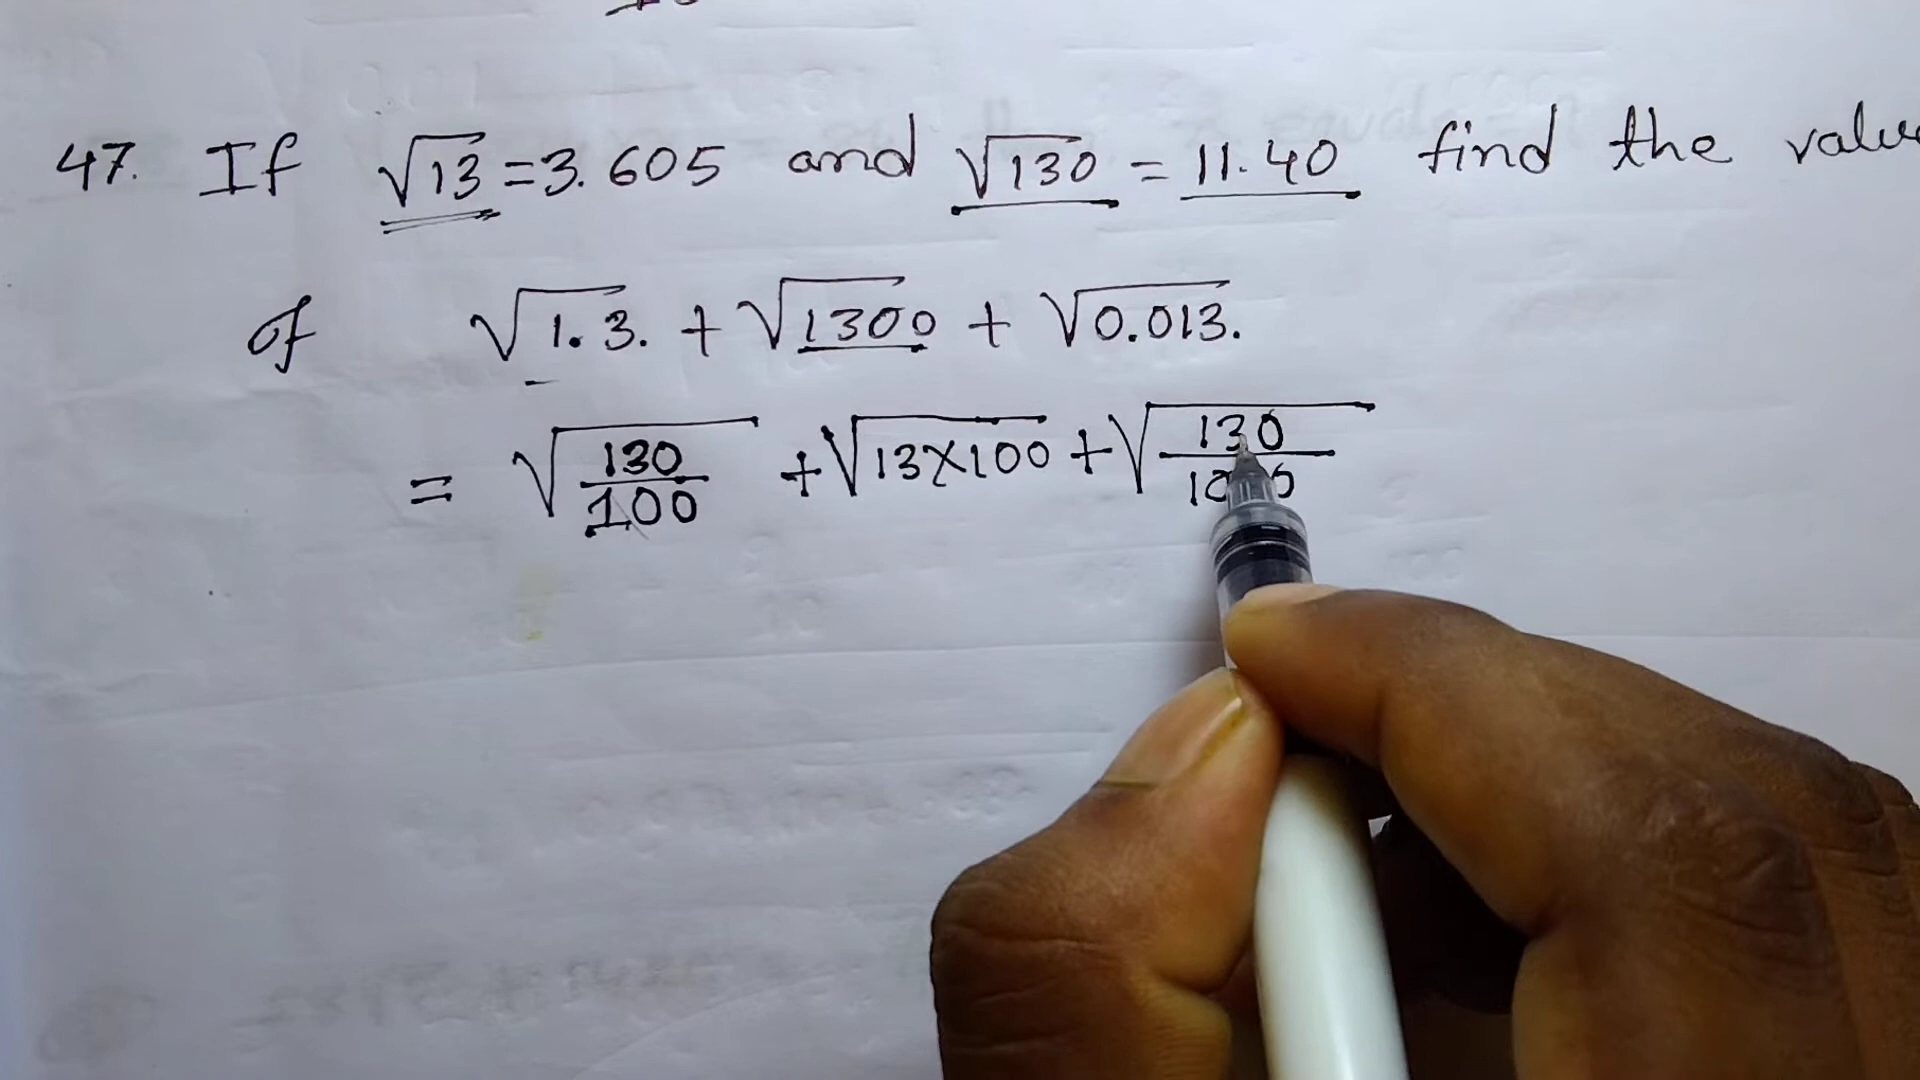 47. If √13 = 3.605 and √130 = 11.40 find the
of √1.3. + √1300 + √0.013.
= √130/100 + √13×100 + √130